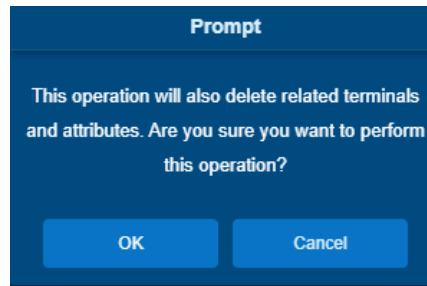 Prompt
This operation will also delete related terminals
and attributes. Are you sure you want to perform
this operation?
OK
Cancel